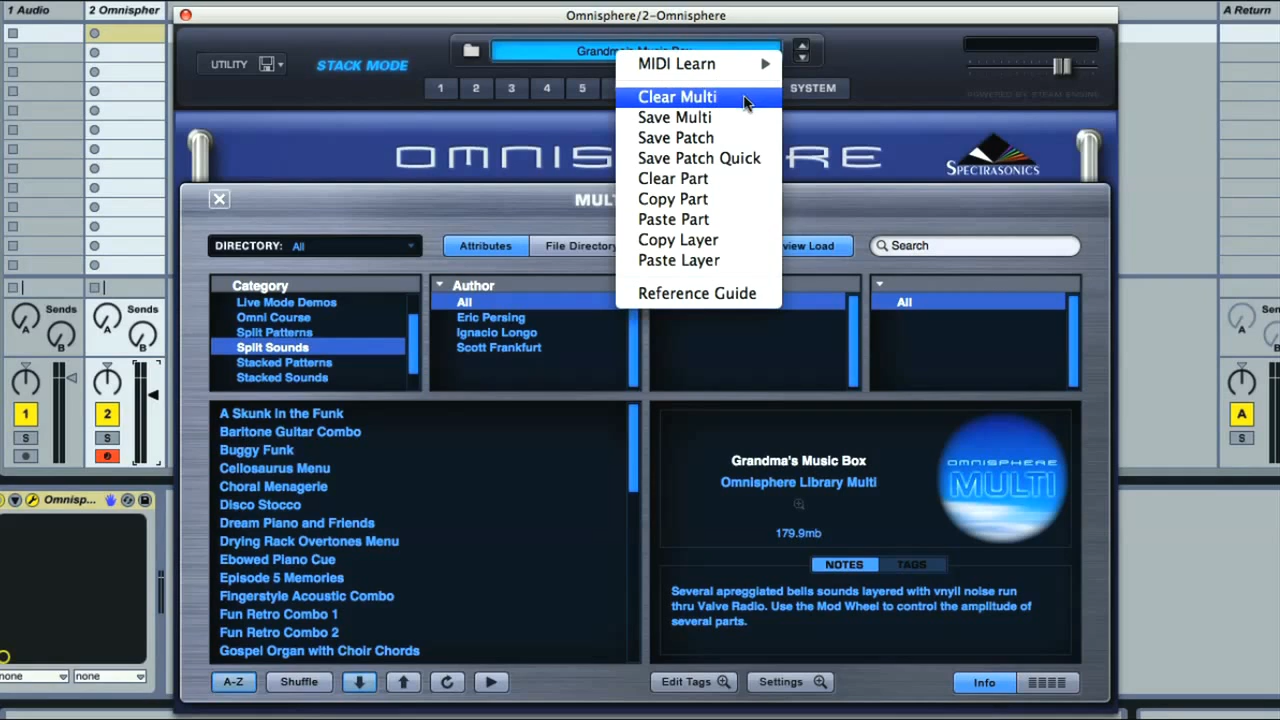 1 Audio
2 Omnispher
Omnisphere/2-Omnisphere
A Return
UTILITY
STACK MODE
MIDI Learn
1 2 3 4 5
SYSTEM
Clear Multi
Save Multi
Save Patch
Save Patch Quick
Clear Part
Copy Part
Paste Part
Copy Layer
Paste Layer
Reference Guide
POWERED BY STEAM ENGINE
SPECTRASONICS
DIRECTORY: All
Attributes
File Directory
Search
Category
Live Mode Demos
Omni Course
Split Patterns
Split Sounds
Stacked Patterns
Stacked Sounds
Author
All
Eric Persing
Ignacio Longo
Scott Frankfurt
All
Sends
A
B
Sends
A
B
1
S
2
S
A
B
A
S
Omnisp...
none
none
A Skunk in the Funk
Baritone Guitar Combo
Buggy Funk
Cellosaurus Menu
Choral Menagerie
Disco Stocco
Dream Piano and Friends
Drying Rack Overtones Menu
Ebowed Piano Cue
Episode 5 Memories
Fingerstyle Acoustic Combo
Fun Retro Combo 1
Fun Retro Combo 2
Gospel Organ with Choir Chords
Grandma's Music Box
Omnisphere Library Multi
179.9mb
OMNISPHERE
MULTI
NOTES
TAGS
Several apreggiated bells sounds layered with vnyll noise run
thru Valve Radio. Use the Mod Wheel to control the amplitude of
several parts.
A-Z
Shuffle
Edit Tags
Settings
Info